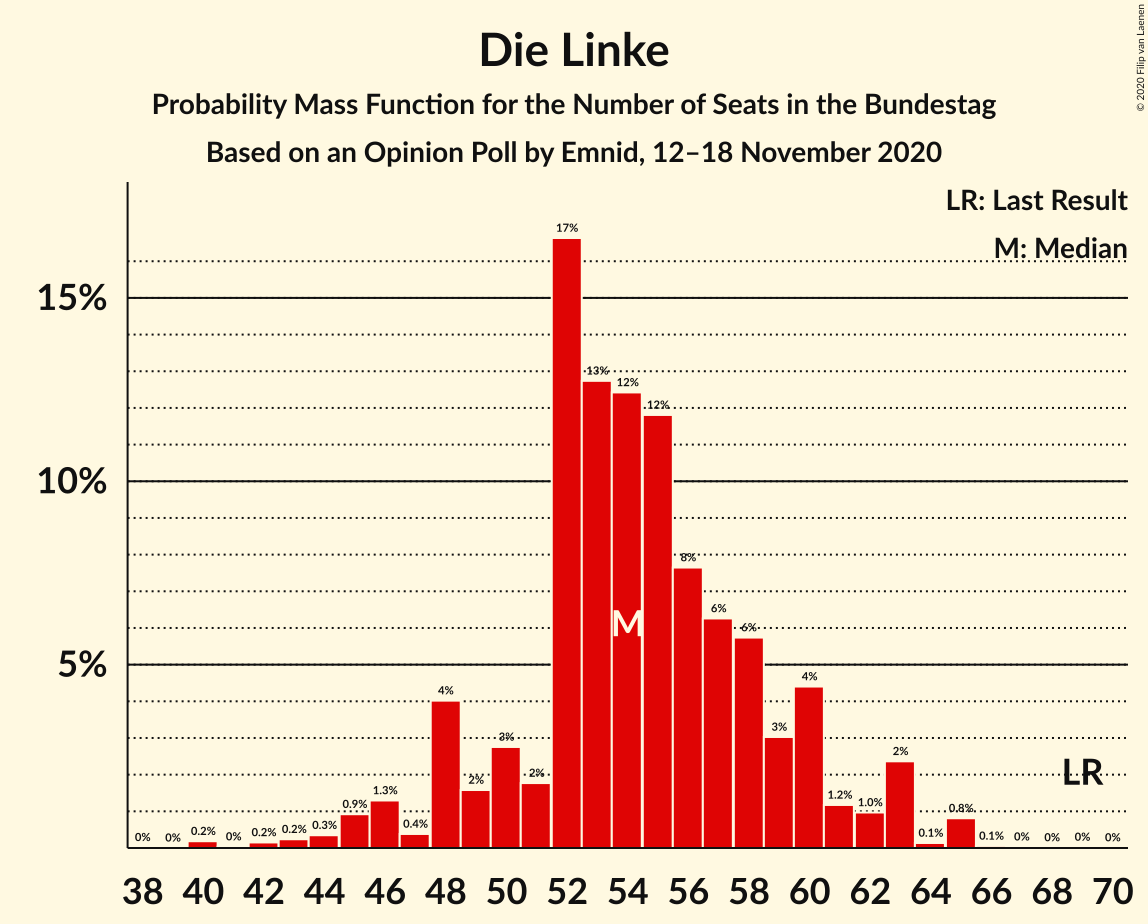 Die Linke
Probability Mass Function for the Number of Seats in the Bundestag
Based on an Opinion Poll by Emnid, 12–18 November 2020
© 2020 Filip van Laenen
LR: Last Result
M: Median
15%
10%
5%
0% 0% 0.2% 0% 0.2% 0.2% 0.3% 0.9% 1.3% 0.4% 4% 2% 3% 2% 17% 13% 12% 12% 8% 6% 6% 3% 4% 1.2% 1.0% 2% 0.1% 0.8% 0.1% 0% 0% 0% 0%
M
LR
38 40 42 44 46 48 50 52 54 56 58 60 62 64 66 68 70